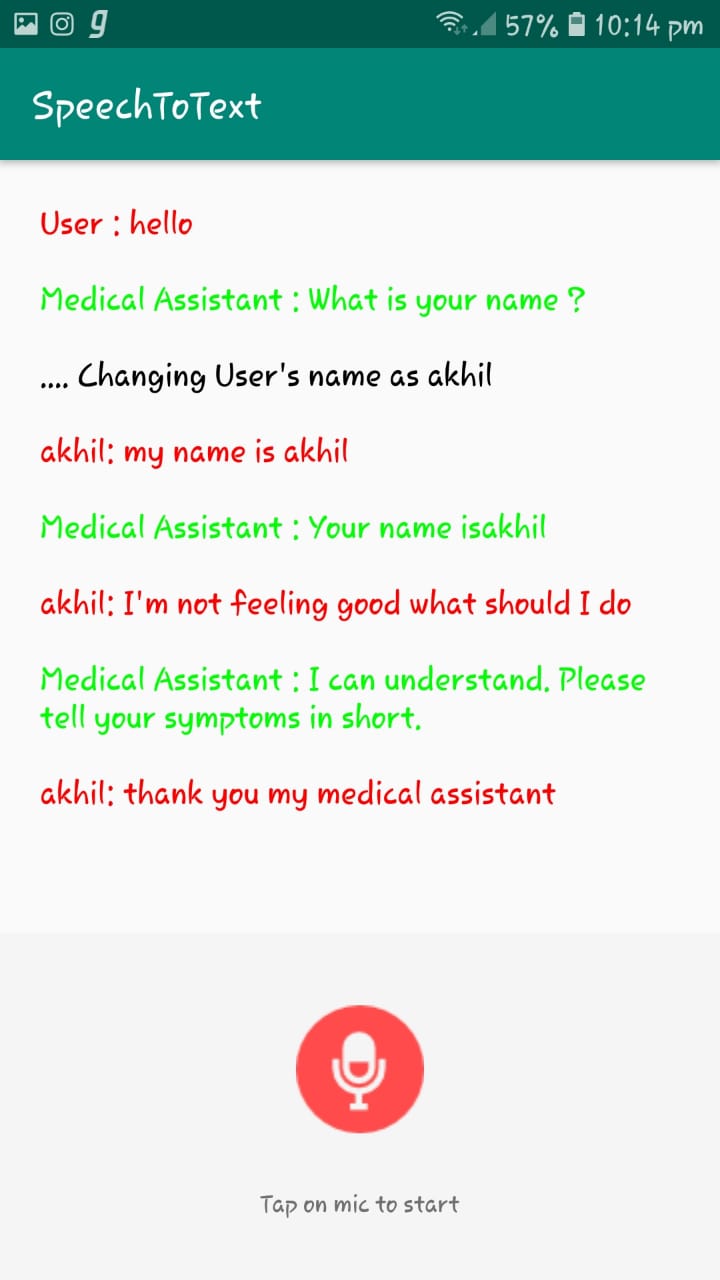 g 57% 10:14 pm
SpeechToText
User : hello
Medical Assistant : What is your name ?
.... Changing User's name as akhil
akhil: my name is akhil
Medical Assistant : Your name isakhil
akhil: I'm not feeling good what should I do
Medical Assistant : I can understand. Please
tell your symptoms in short.
akhil: thank you my medical assistant
Tap on mic to start